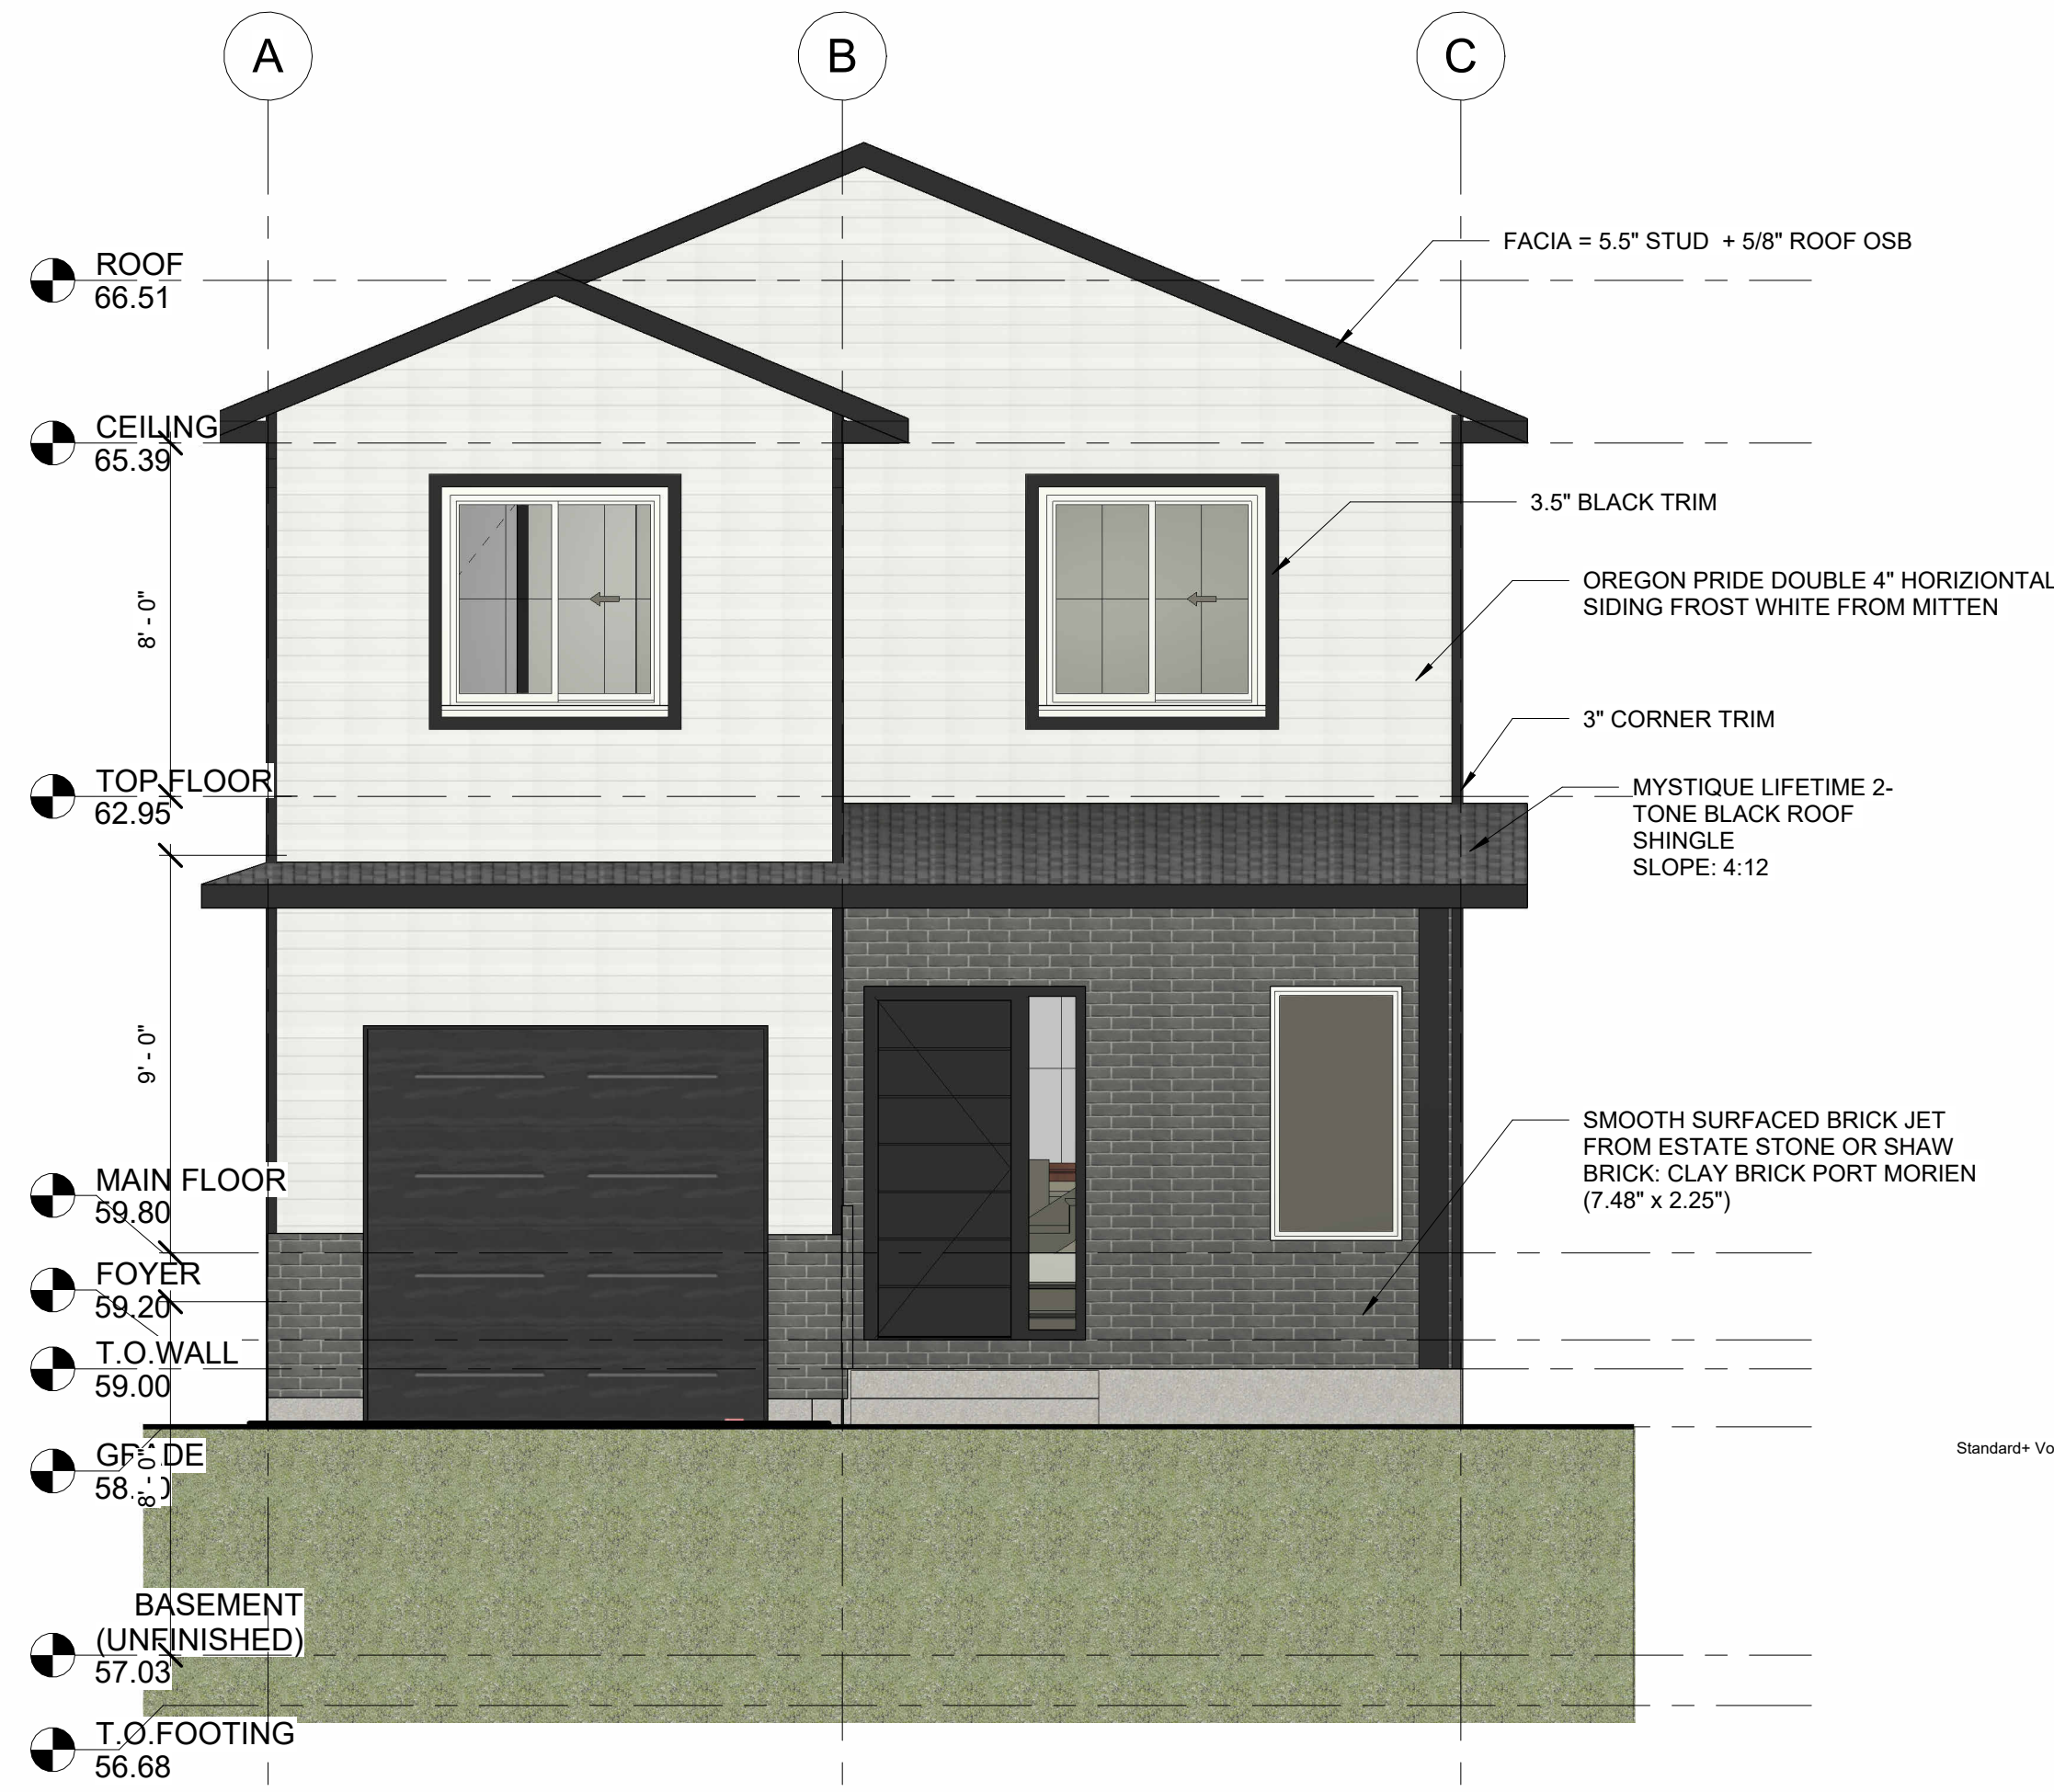 A
B
C
ROOF
66.51
CEILING
65.39
8' - 0"
TOP FLOOR
62.95
9' - 0"
MAIN FLOOR
59.80
FOYER
59.20
T.O.WALL
59.00
8' - 0"
BASEMENT
(UNFINISHED)
57.03
T.O.FOOTING
56.68
FACIA = 5.5" STUD + 5/8" ROOF OSB
3.5" BLACK TRIM
OREGON PRIDE DOUBLE 4" HORIZIONTAL
SIDING FROST WHITE FROM MITTEN
3" CORNER TRIM
MYSTIQUE LIFETIME 2-
TONE BLACK ROOF
SHINGLE
SLOPE: 4:12
SMOOTH SURFACED BRICK JET
FROM ESTATE STONE OR SHAW
BRICK: CLAY BRICK PORT MORIEN
(7.48" x 2.25")
Standard+ Vo